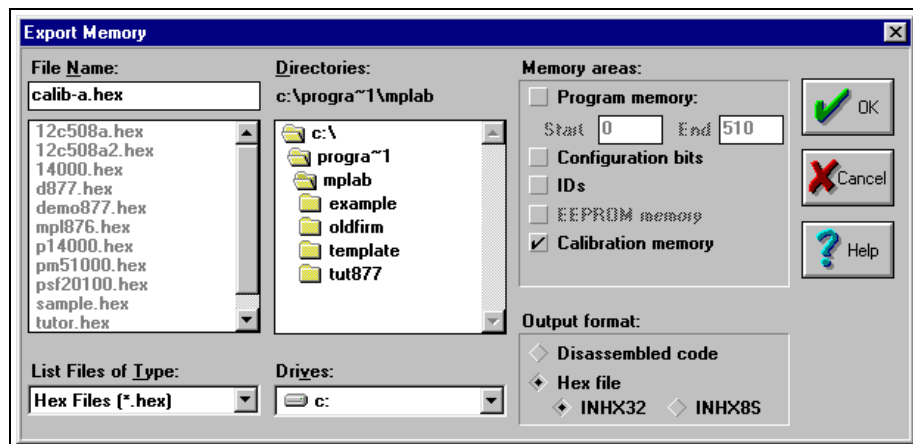 Export Memory
File Name:
calib-a.hex
12c508a.hex
12c508a2.hex
14000.hex
d877.hex
demo877.hex
mpl876.hex
p14000.hex
pm51000.hex
psf20100.hex
sample.hex
tutor.hex
List Files of Type:
Hex Files (*.hex)
Directories:
c:\progra~1\mplab
c:\
progra~1
mplab
example
oldfirm
template
tut877
Drives:
c:
Memory areas:
Program memory:
Start 0 End 510
Configuration bits
IDs
EEPROM memory
Calibration memory
Output format:
Disassembled code
Hex file
INHX32 INHX8S
OK
Cancel
Help